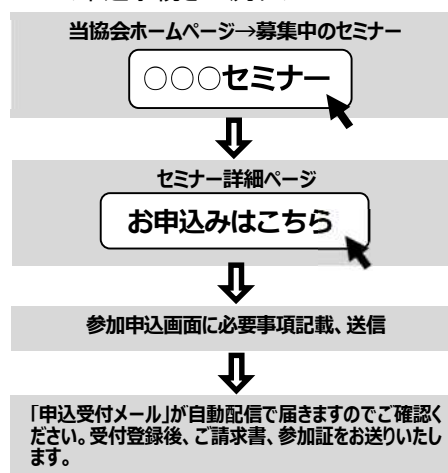 当協会ホームページ→募集中のセミナー
○○○セミナー
セミナー詳細ページ
お申込みはこちら
参加申込画面に必要事項記載、送信
「申込受付メール」が自動配信で届きますのでご確認く
ださい。受付登録後、ご請求書、参加証をお送りいたし
ます。